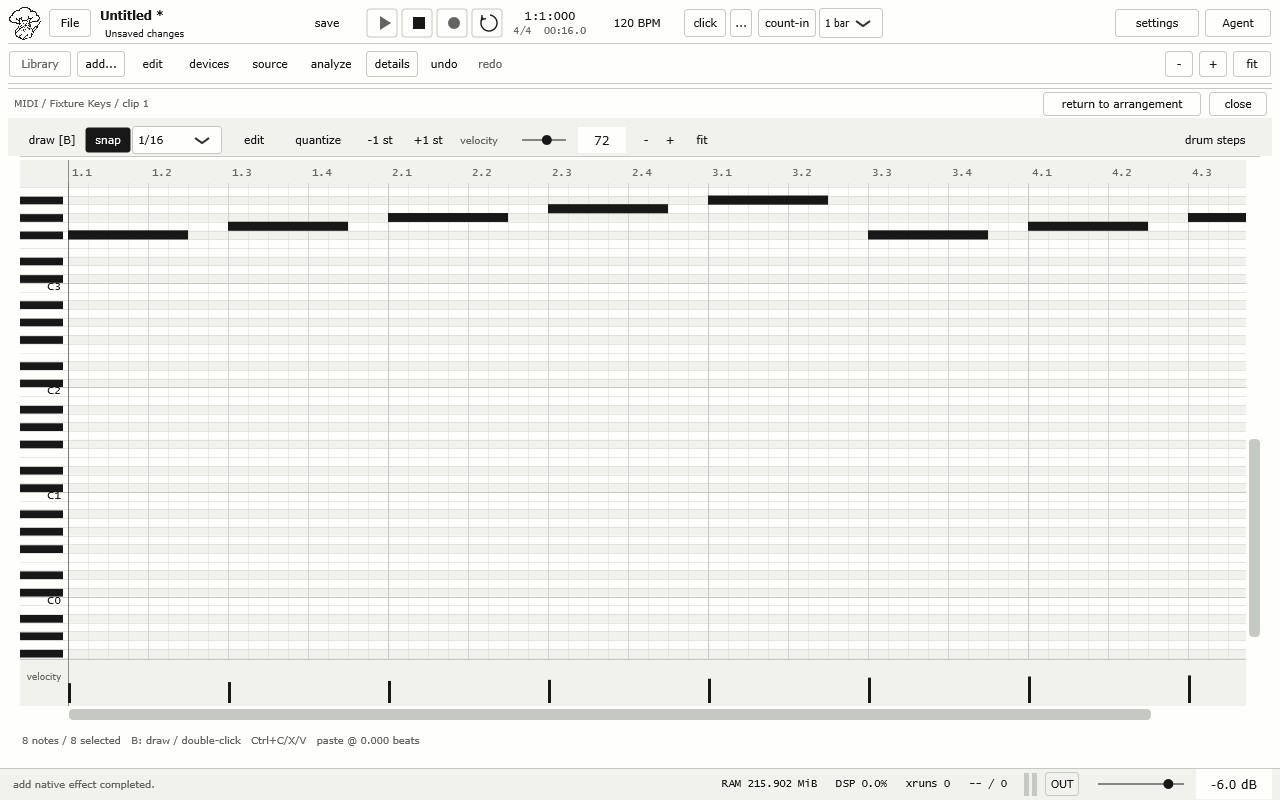 File
Untitled *
Unsaved changes
save
1:1:000
4/4 00:16.0
120 BPM
click
...
count-in
1 bar
settings
Agent
Library
add...
edit
devices
source
analyze
details
undo
redo
-
+
fit
MIDI / Fixture Keys / clip 1
return to arrangement
close
draw [B]
snap
1/16
edit
quantize
-1 st
+1 st
velocity
72
-
+
fit
drum steps
1.1 1.2 1.3 1.4 2.1 2.2 2.3 2.4 3.1 3.2 3.3 3.4 4.1 4.2 4.3
C3
C2
C1
C0
velocity
8 notes / 8 selected B: draw / double-click Ctrl+C/X/V paste @ 0.000 beats
add native effect completed.
RAM 215.902 MiB
DSP 0.0%
xruns 0
-- / 0
OUT
-6.0 dB